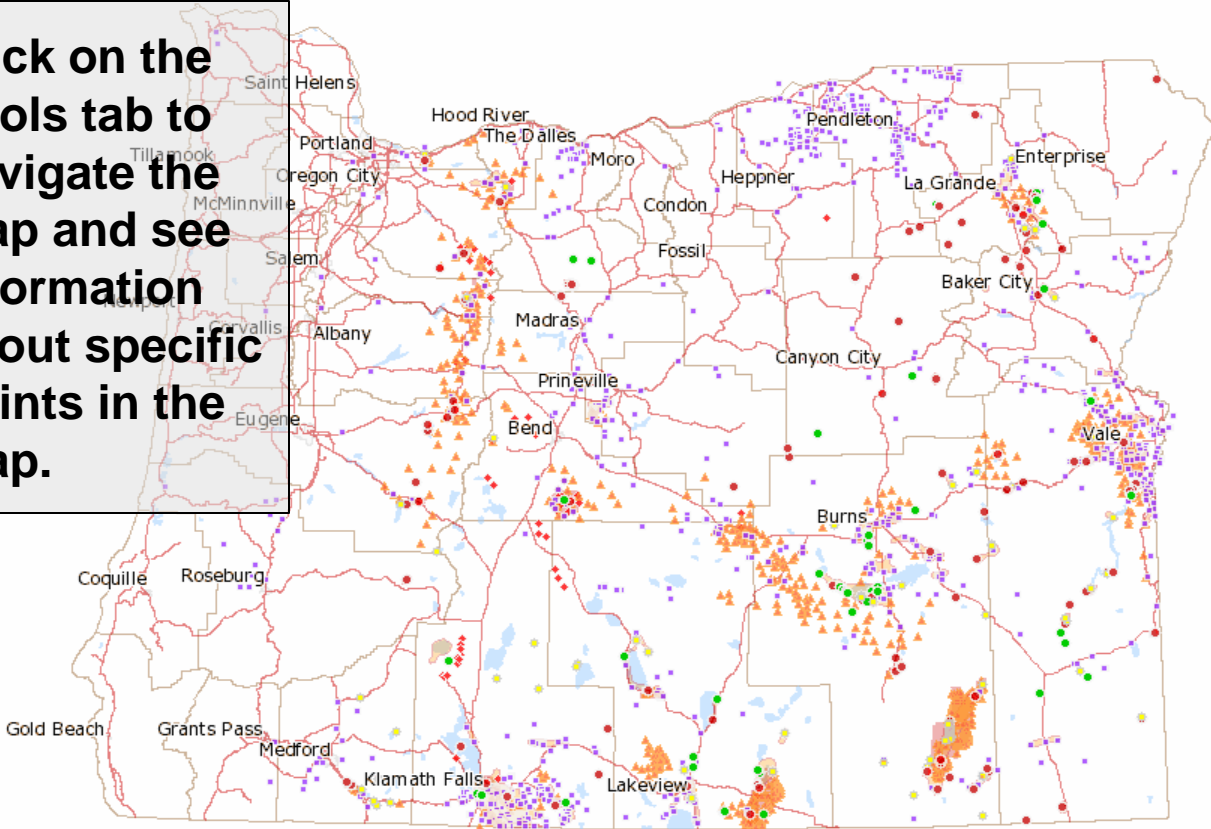 ck on the
ols tab to
vigate the
ap and see
formation
out specific
ints in the
ap.
Saint Helens
Hood River
The Dalles
Pendleton
Portland
Tillamook
Moro
Enterprise
Oregon City
Heppner
La Grande
McMinnville
Condon
Salem
Fossil
Baker City
Newport
Corvallis
Albany
Madras
Canyon City
Prineville
Eugene
Bend
Vale
Burns
Coquille
Roseburg
Gold Beach
Grants Pass
Medford
Klamath Falls
Lakeview